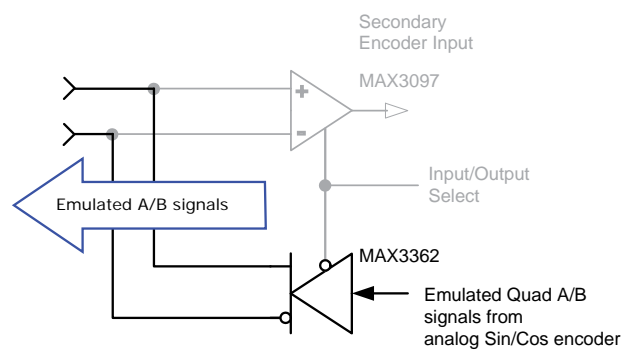 Secondary
Encoder Input
MAX3097
+
-
Input/Output
Select
Emulated A/B signals
MAX3362
Emulated Quad A/B
signals from
analog Sin/Cos encoder